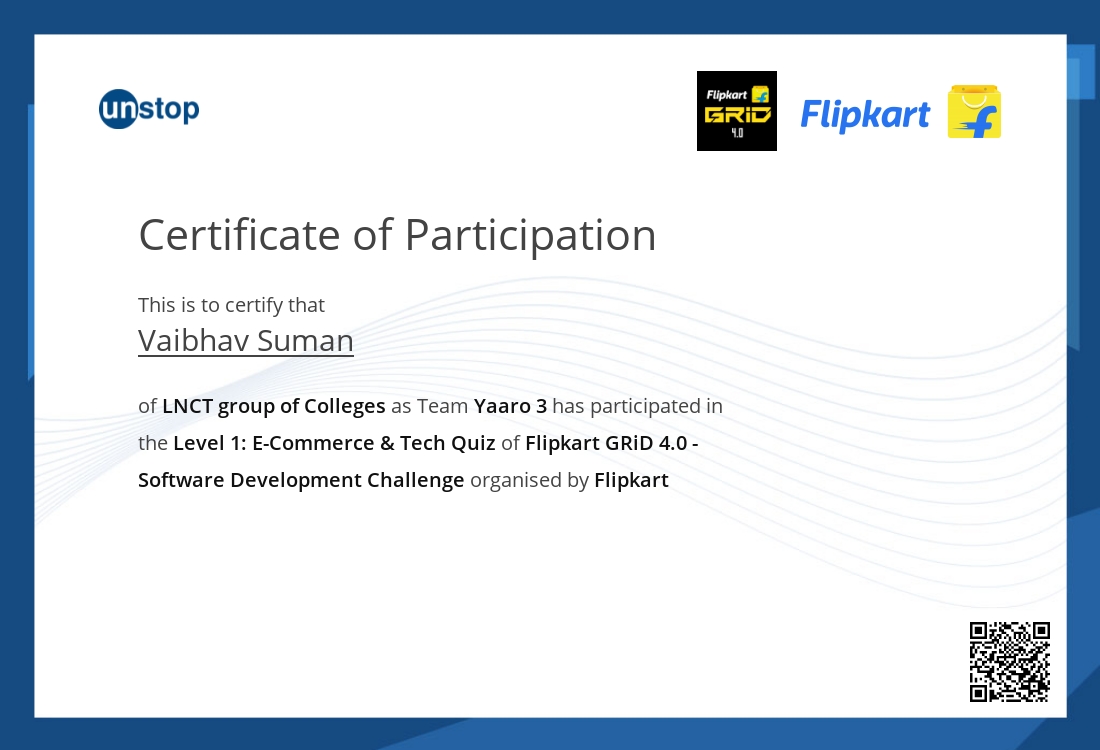 unstop
Flipkart
GRiD
4.0
Flipkart
Certificate of Participation
This is to certify that
Vaibhav Suman
of LNCT group of Colleges as Team Yaaro 3 has participated in
the Level 1: E-Commerce & Tech Quiz of Flipkart GRiD 4.0 -
Software Development Challenge organised by Flipkart